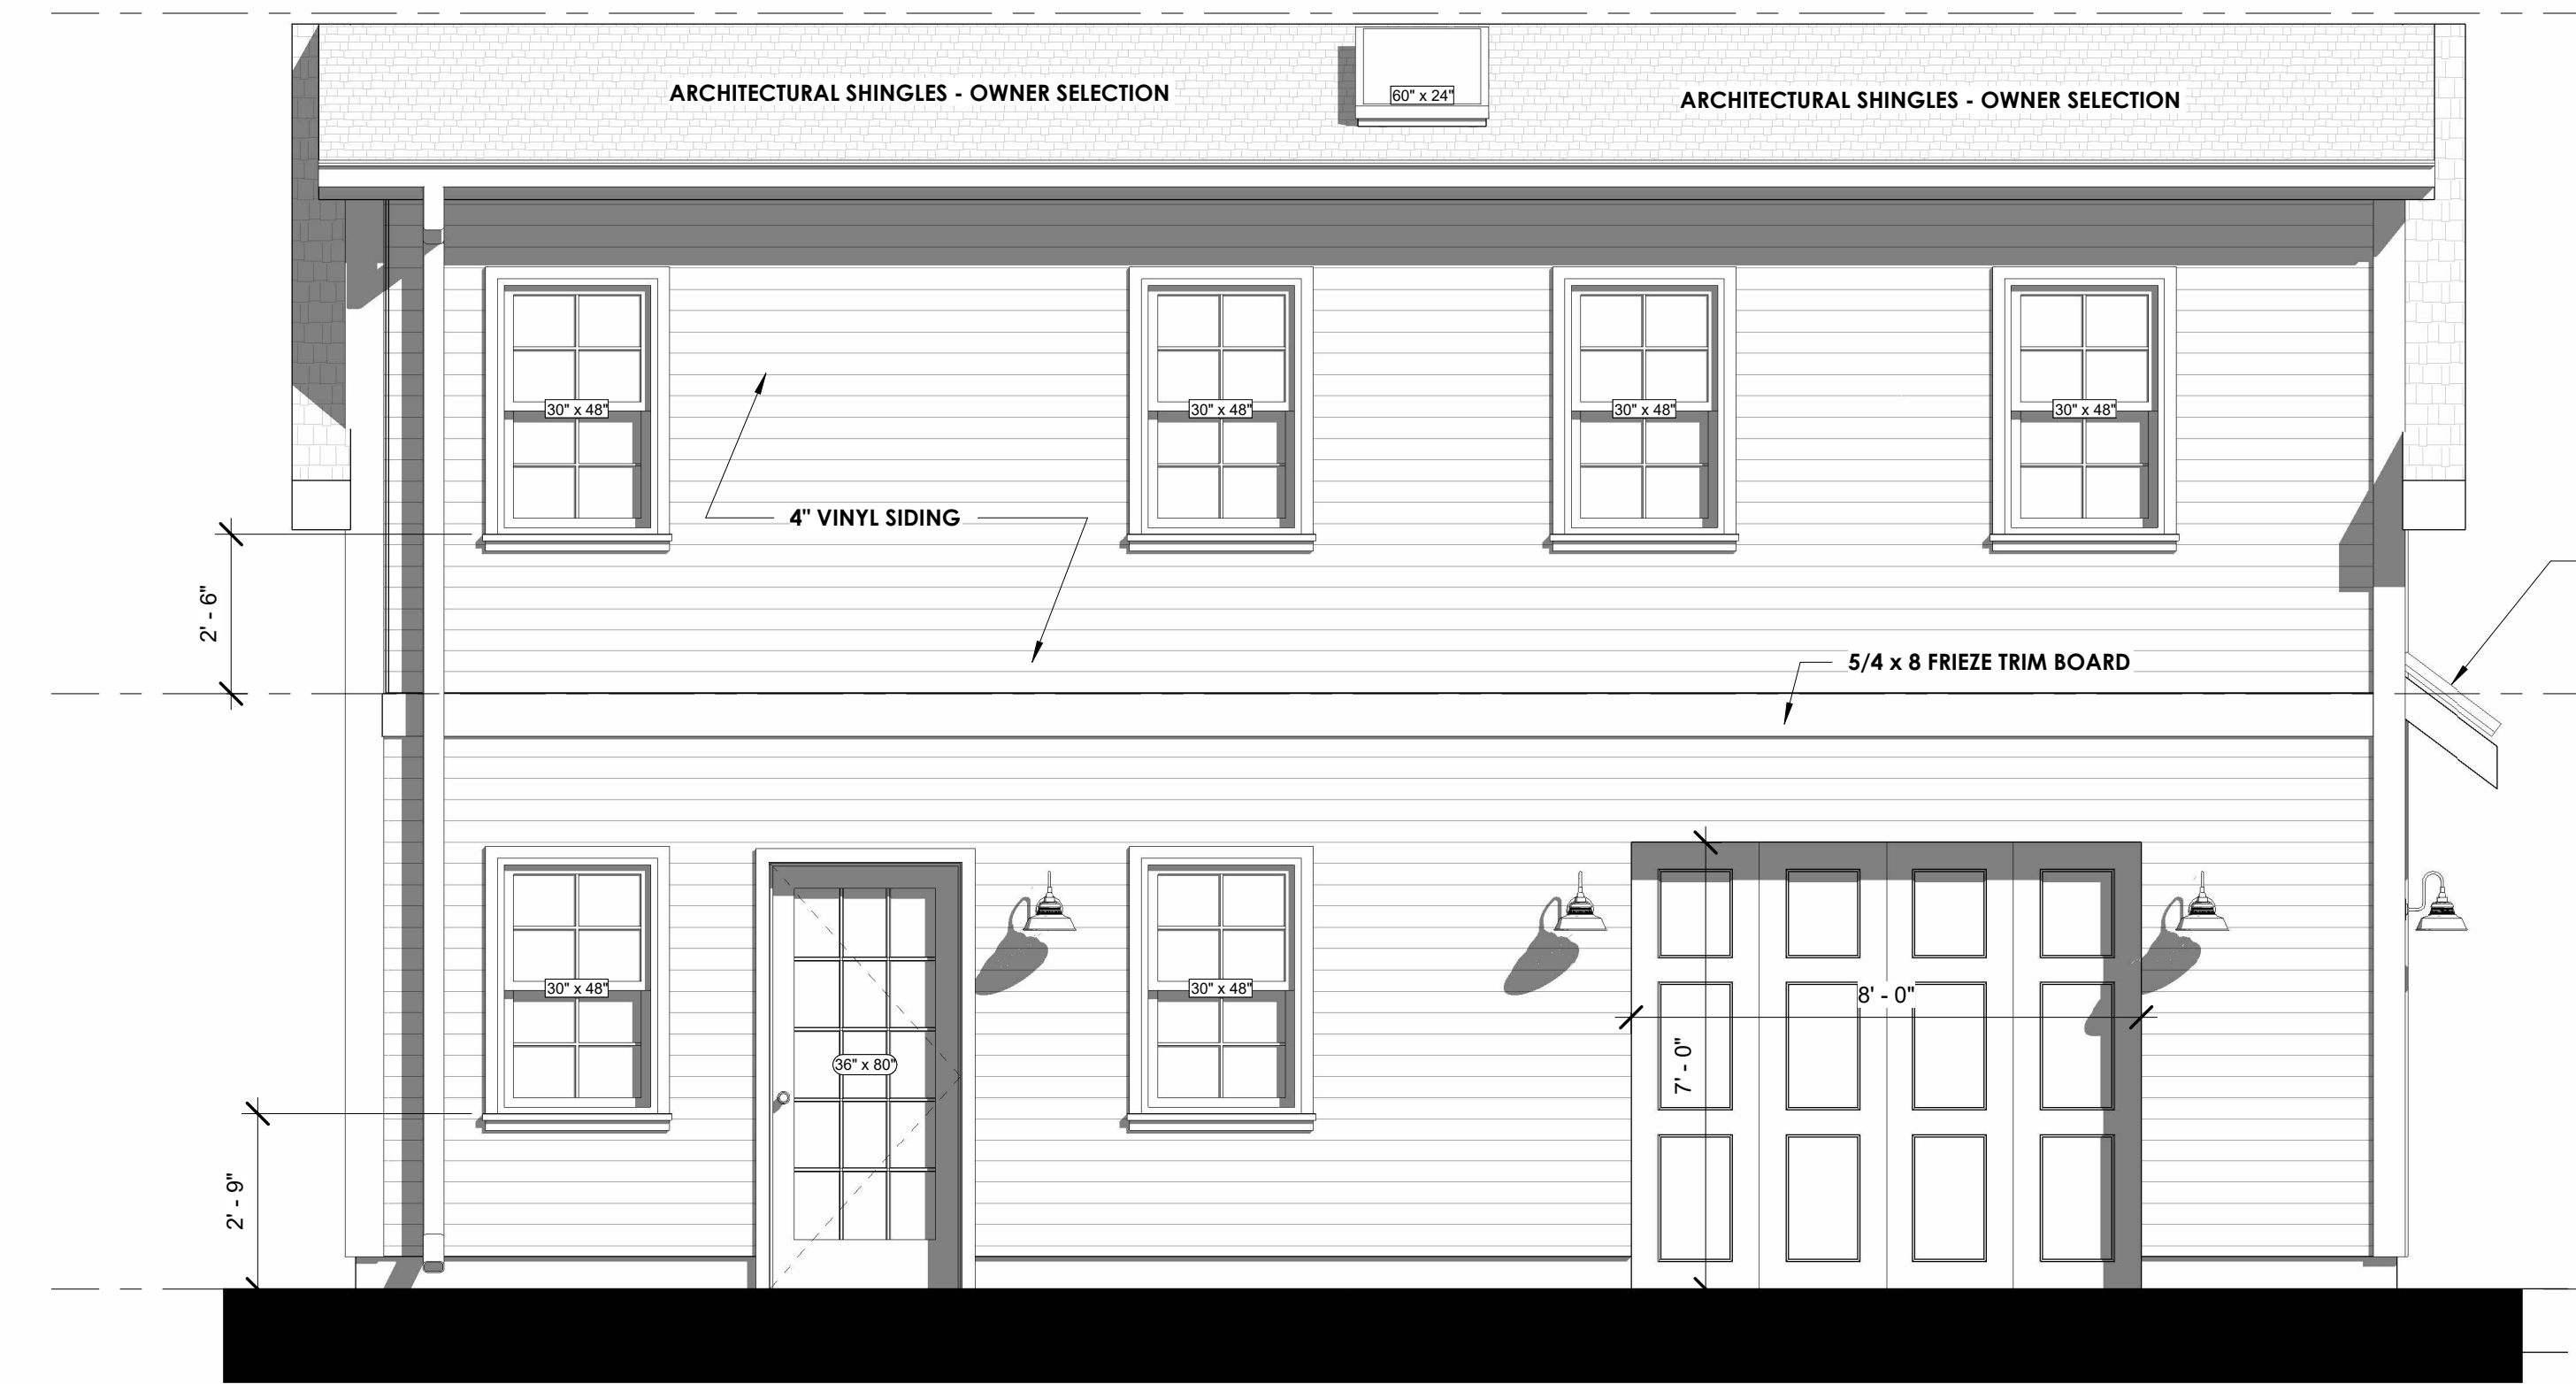 ARCHITECTURAL SHINGLES - OWNER SELECTION
60" x 24"
ARCHITECTURAL SHINGLES - OWNER SELECTION
30" x 48"
30" x 48"
30" x 48"
30" x 48"
4" VINYL SIDING
2' - 6"
5/4 x 8 FRIEZE TRIM BOARD
30" x 48"
30" x 48"
8' - 0"
36" x 80"
7' - 0"
2' - 9"